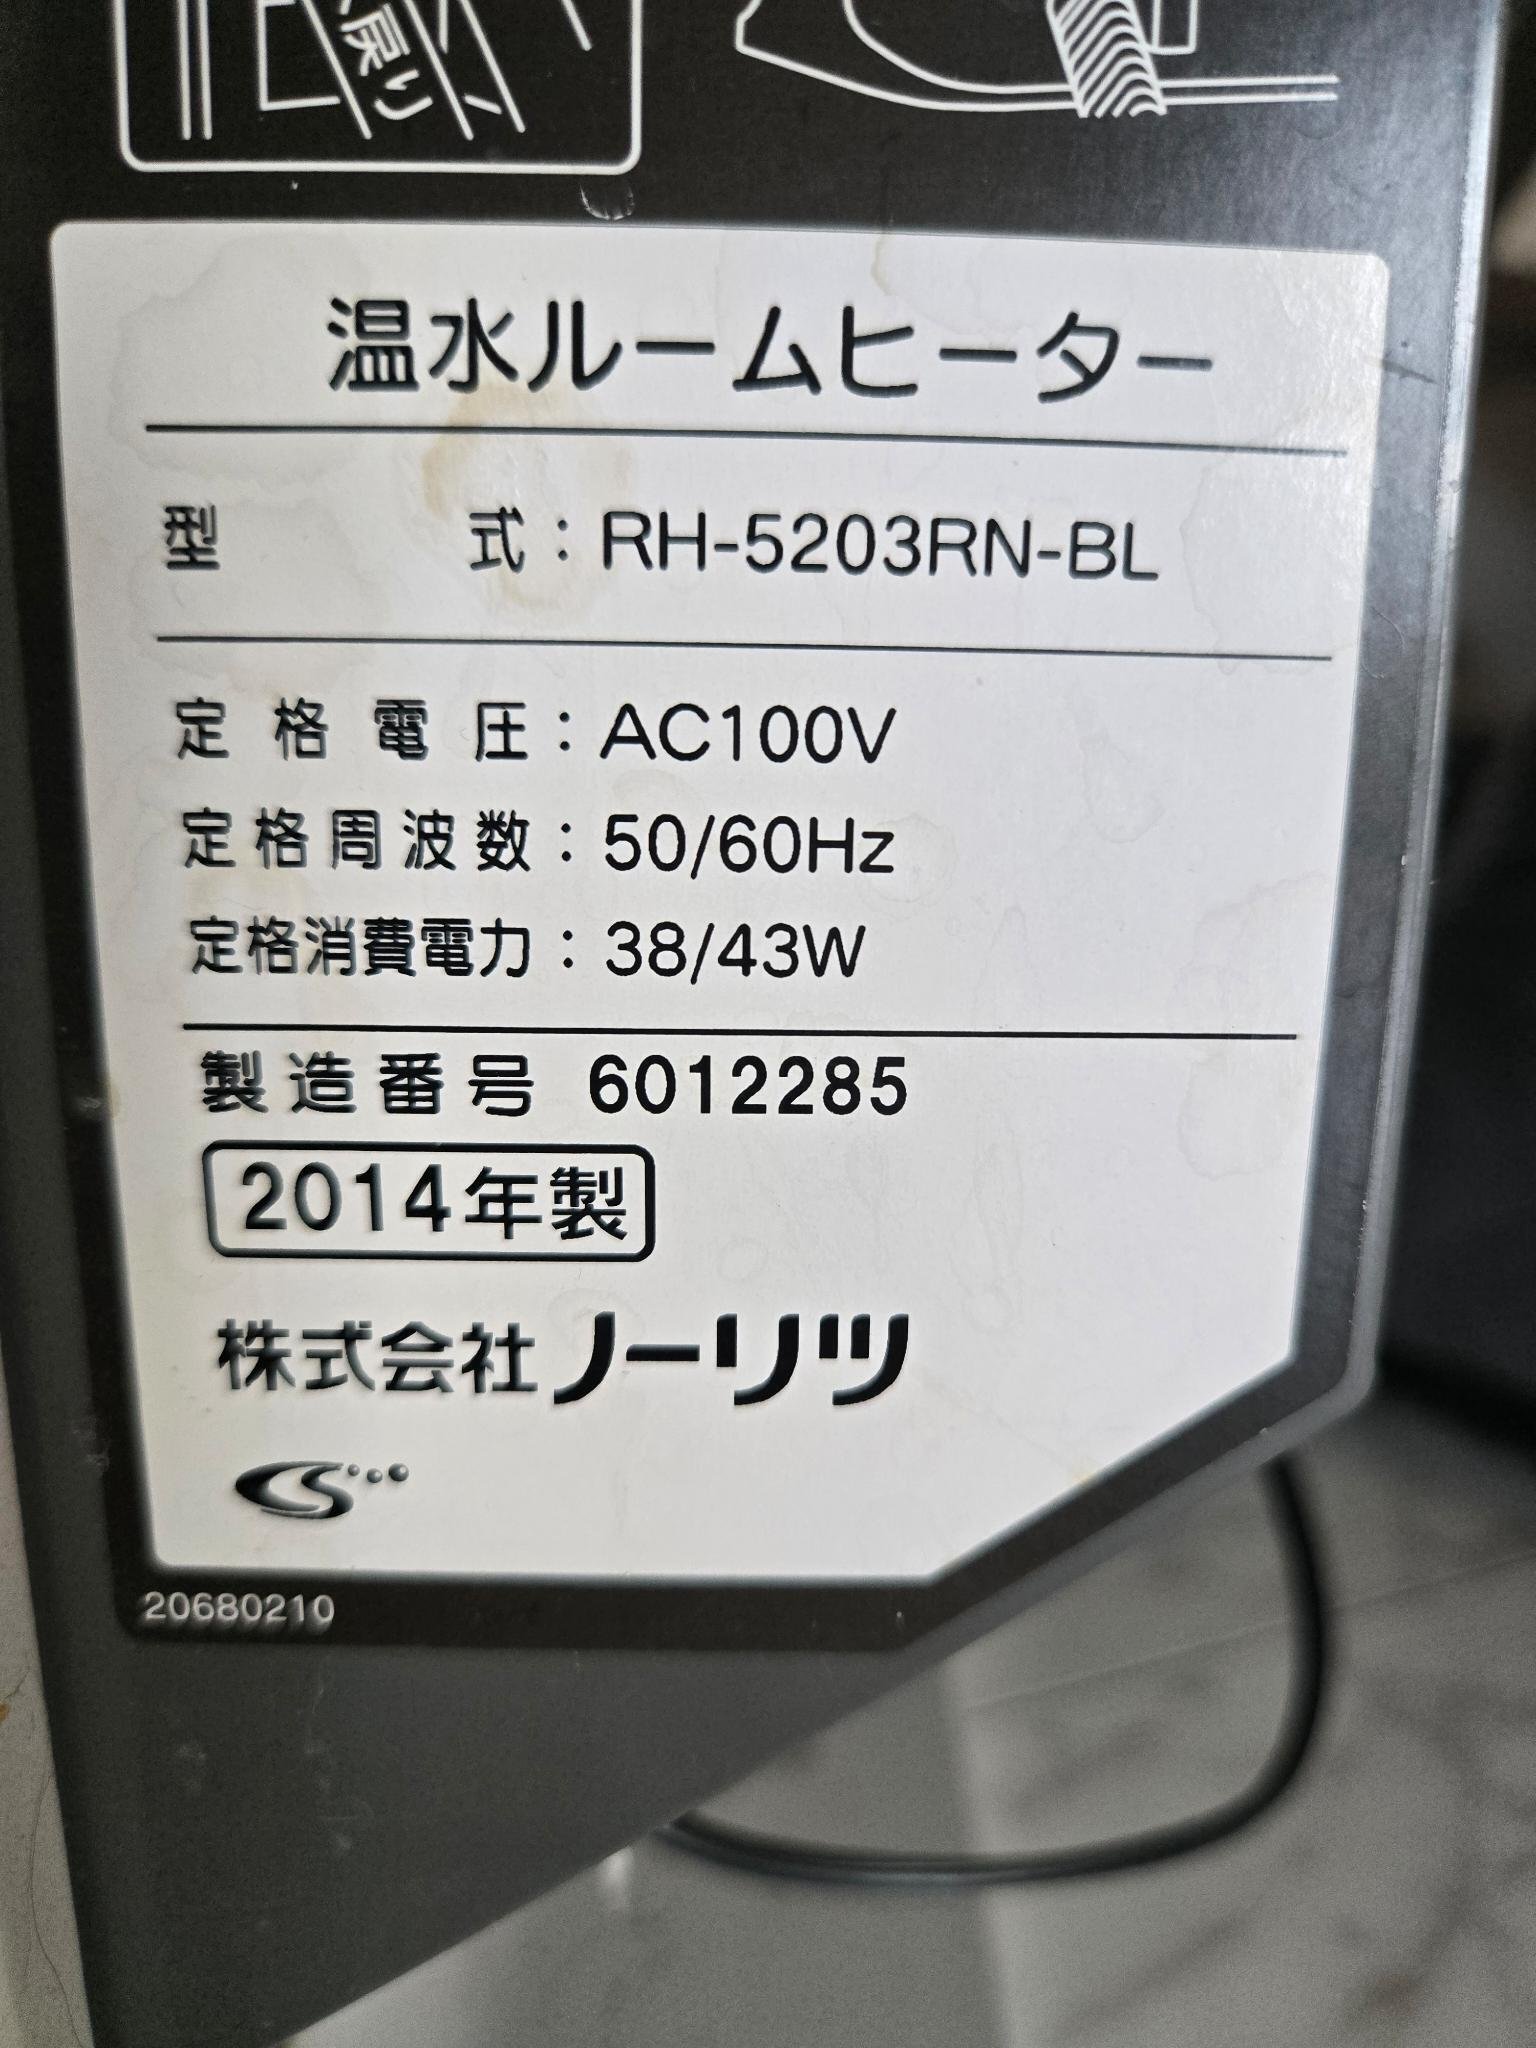 戻り
温水ルームヒーター
型 式：RH-5203RN-BL
定格電圧：AC100V
定格周波数：50/60Hz
定格消費電力：38/43W
製造番号 6012285
2014年製
株式会社ノーリツ
CS
20680210